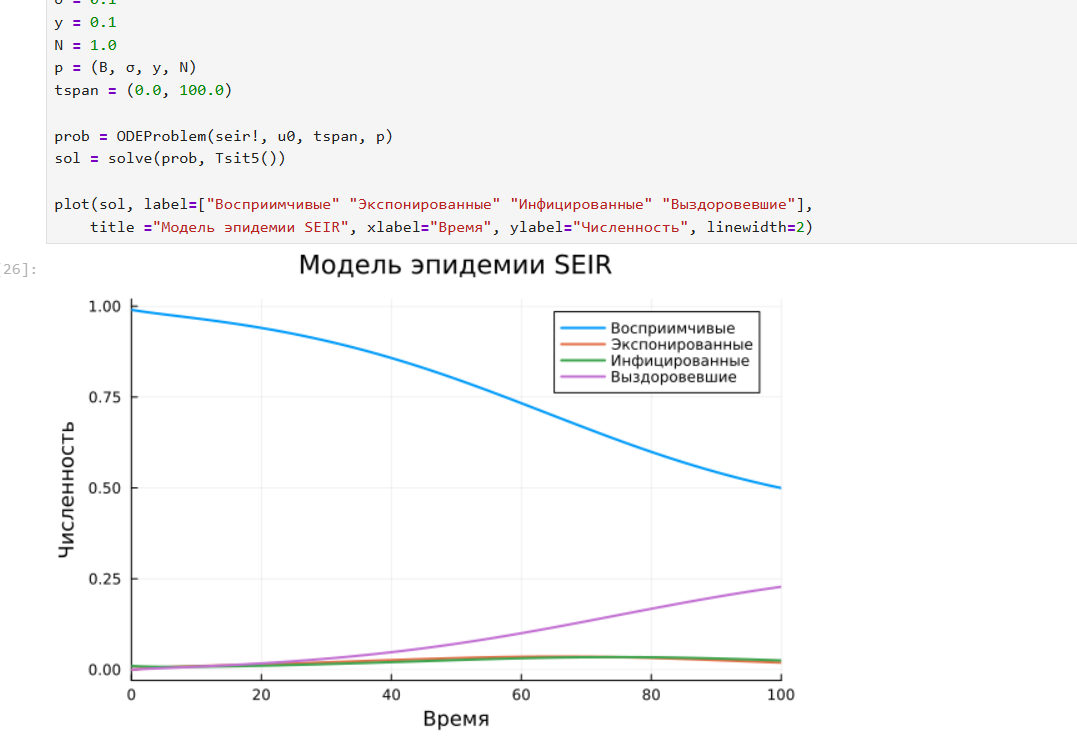 y = 0.1
N = 1.0
p = (B, σ, y, N)
tspan = (0.0, 100.0)
prob = ODEProblem(seir!, u0, tspan, p)
sol = solve(prob, Tsit5())
plot(sol, label=["Восприимчивые" "Экспонированные" "Инфицированные" "Выздоровевшие"],
title ="Модель эпидемии SEIR", xlabel="Время", ylabel="Численность", linewidth=2)
26]:
Модель эпидемии SEIR
1.00
0.75
0.50
0.25
0.00
Численность
Восприимчивые
Экспонированные
Инфицированные
Выздоровевшие
0 20 40 60 80 100
Время